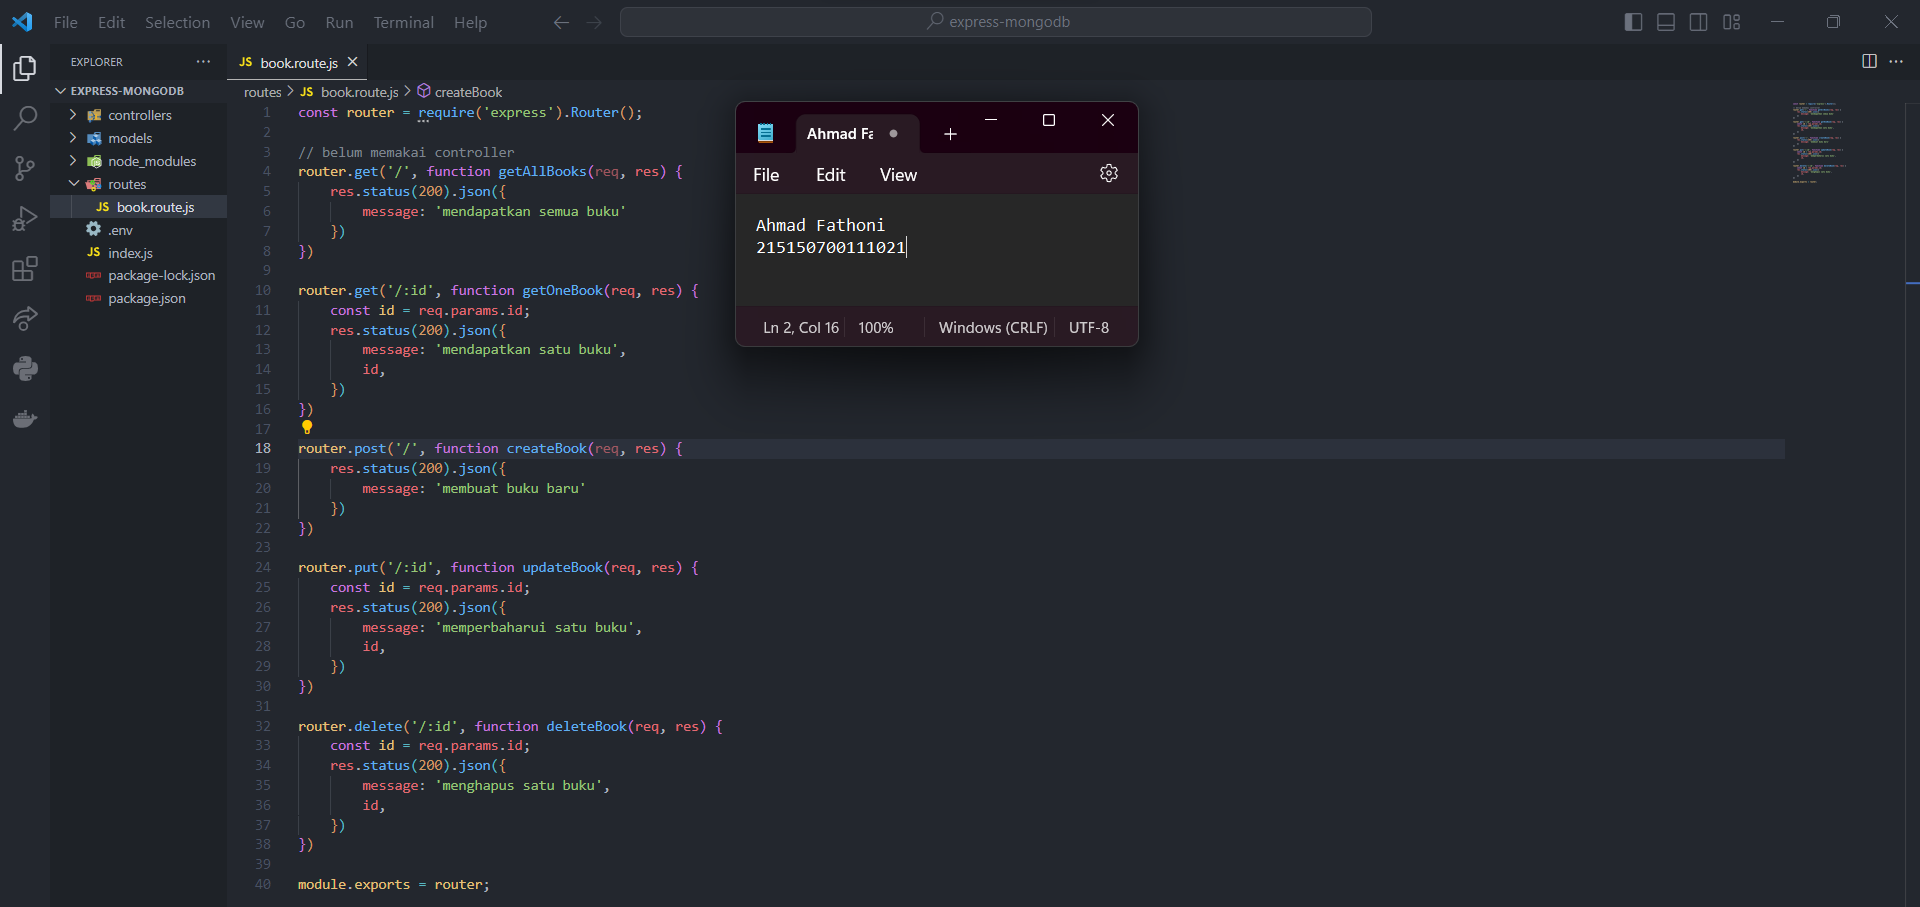 File Edit Selection View Go Run Terminal Help
express-mongodb
EXPLORER
EXPRESS-MONGODB
controllers
models
node_modules
routes
JS book.route.js
.env
JS index.js
package-lock.json
package.json
JS book.route.js
routes > JS book.route.js > createBook
1 const router = require('express').Router();
2
3 // belum memakai controller
4 router.get('/', function getAllBooks(req, res) {
5 res.status(200).json({
6 message: 'mendapatkan semua buku'
7 })
8 })
9
10 router.get('/:id', function getOneBook(req, res) {
11 const id = req.params.id;
12 res.status(200).json({
13 message: 'mendapatkan satu buku',
14 id,
15 })
16 })
17
18 router.post('/', function createBook(req, res) {
19 res.status(200).json({
20 message: 'membuat buku baru'
21 })
22 })
23
24 router.put('/:id', function updateBook(req, res) {
25 const id = req.params.id;
26 res.status(200).json({
27 message: 'memperbaharui satu buku',
28 id,
29 })
30 })
31
32 router.delete('/:id', function deleteBook(req, res) {
33 const id = req.params.id;
34 res.status(200).json({
35 message: 'menghapus satu buku',
36 id,
37 })
38 })
39
40 module.exports = router;
Ahmad Fa
File Edit View
Ahmad Fathoni
215150700111021
Ln 2, Col 16 100% Windows (CRLF) UTF-8